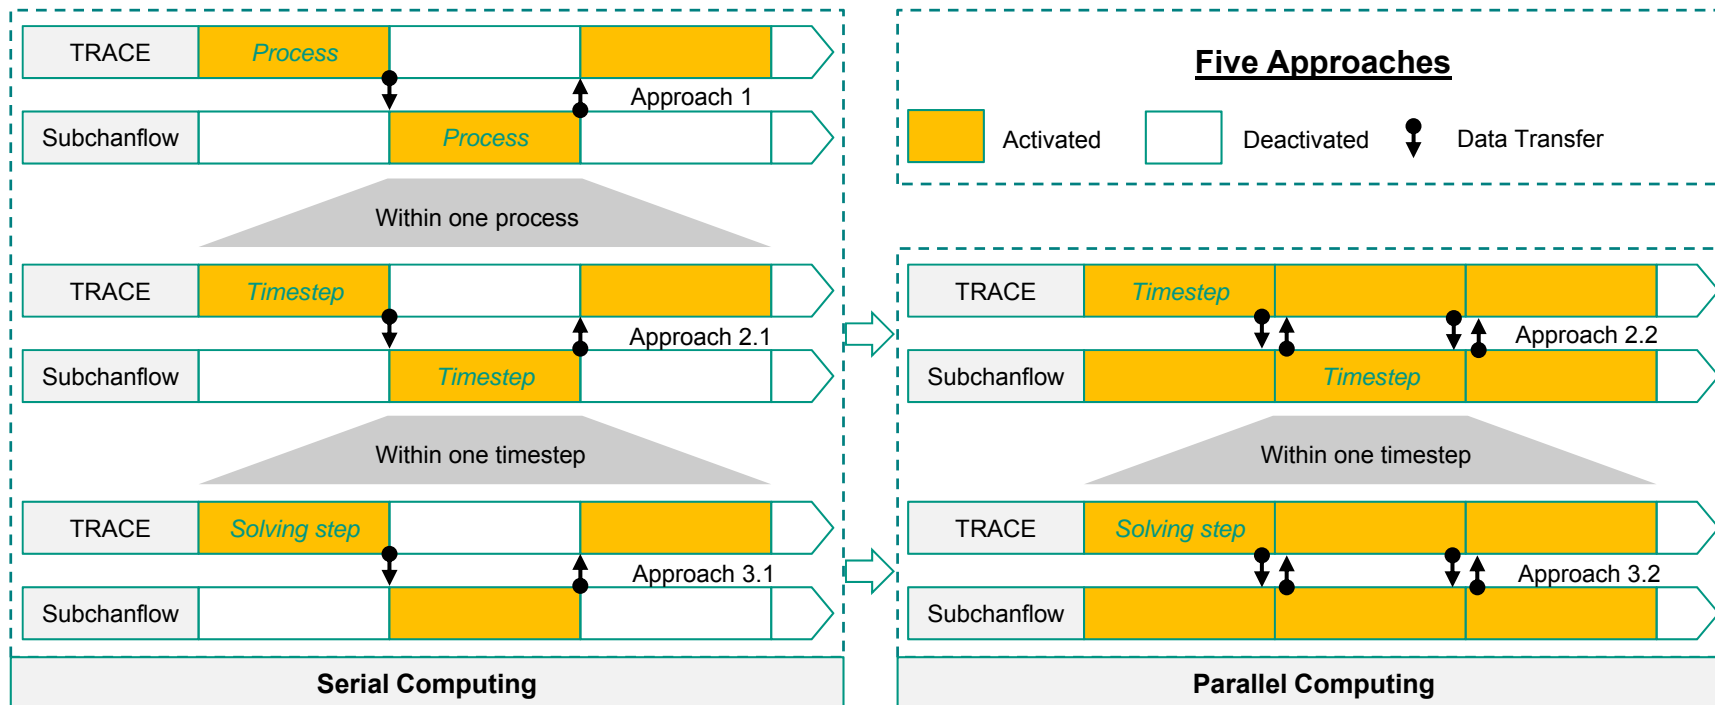 TRACE
Process
Approach 1
Subchanflow
Process
Within one process
TRACE
Timestep
Approach 2.1
Subchanflow
Timestep
Within one timestep
TRACE
Solving step
Approach 3.1
Subchanflow
Serial Computing
Five Approaches
Activated
Deactivated
Data Transfer
TRACE
Timestep
Approach 2.2
Subchanflow
Timestep
Within one timestep
TRACE
Solving step
Approach 3.2
Subchanflow
Parallel Computing